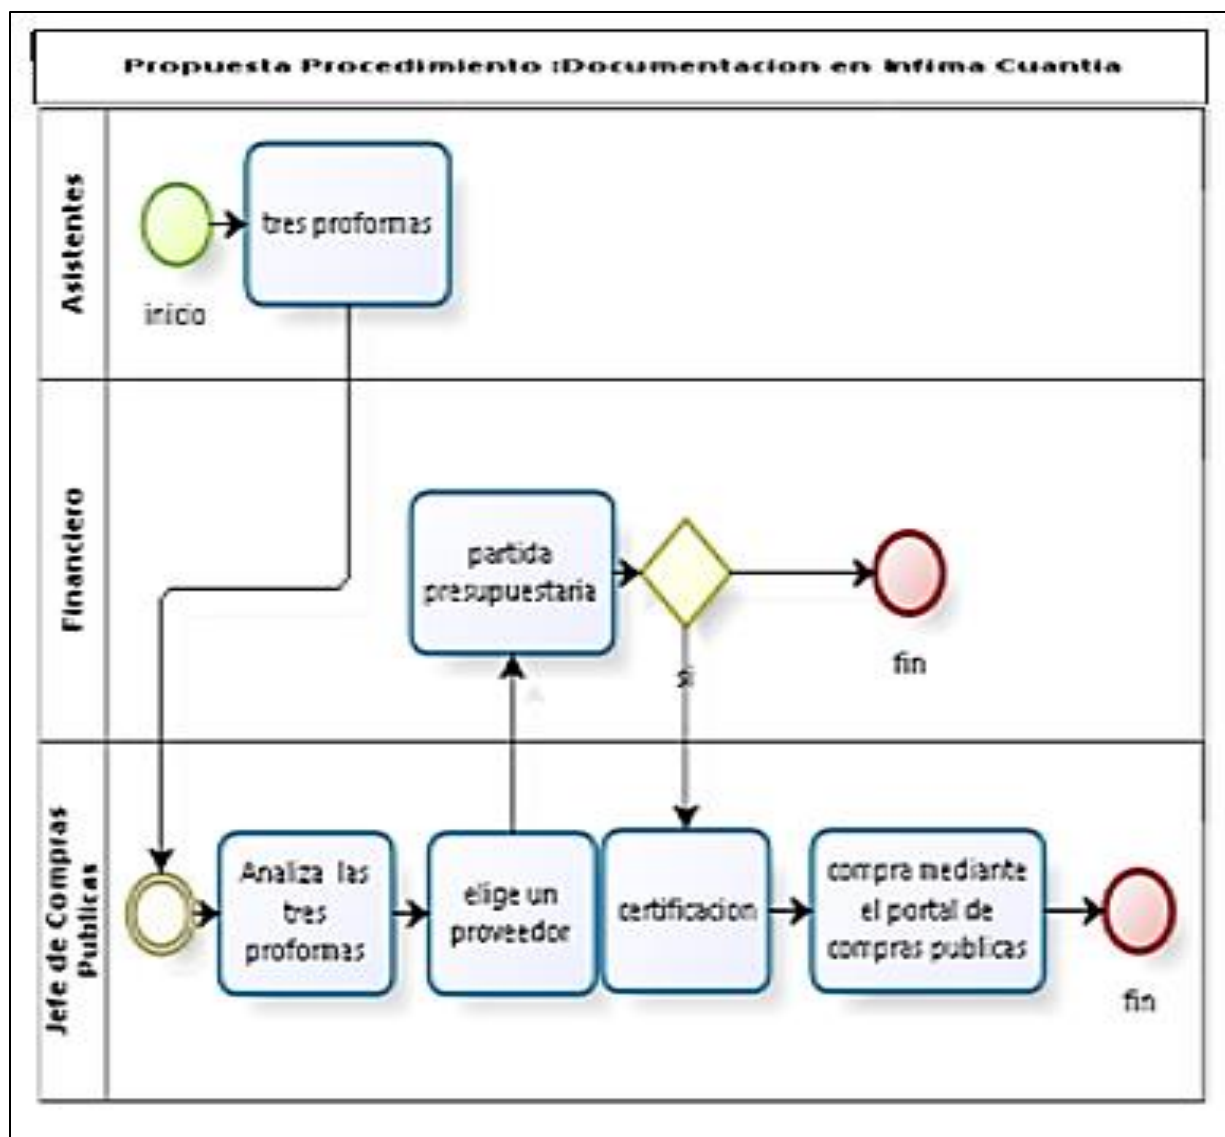 Propuesta Procedimiento :Documentacion en Infima Cuantia
Asistentes
inicio
tres proformas
Financiero
partida
presupuestaria
si
fin
Jefe de Compras
Publicas
Analiza las
tres
proformas
elige un
proveedor
certificacion
compra mediante
el portal de
compras publicas
fin